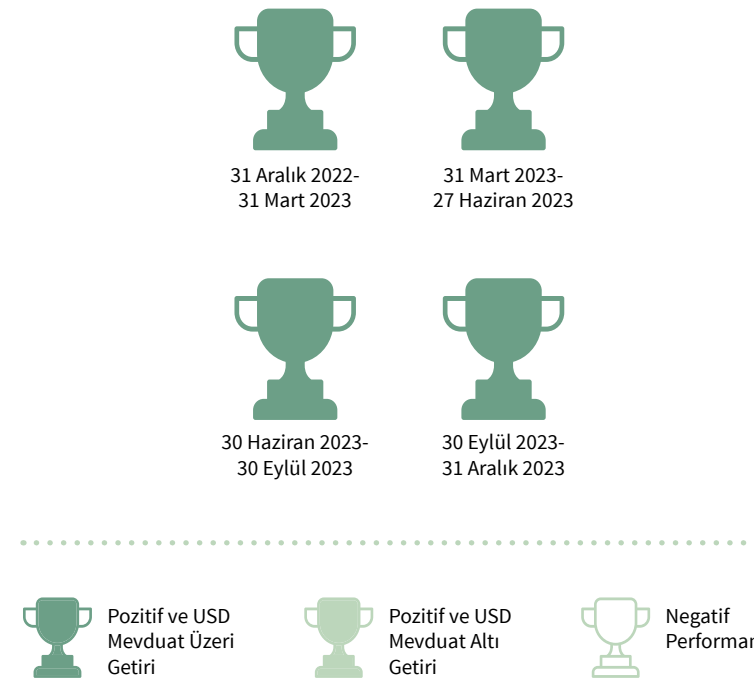 31 Aralık 2022-
31 Mart 2023
31 Mart 2023-
27 Haziran 2023
30 Haziran 2023-
30 Eylül 2023
30 Eylül 2023-
31 Aralık 2023
Pozitif ve USD
Mevduat Üzeri
Getiri
Pozitif ve USD
Mevduat Altı
Getiri
Negatif